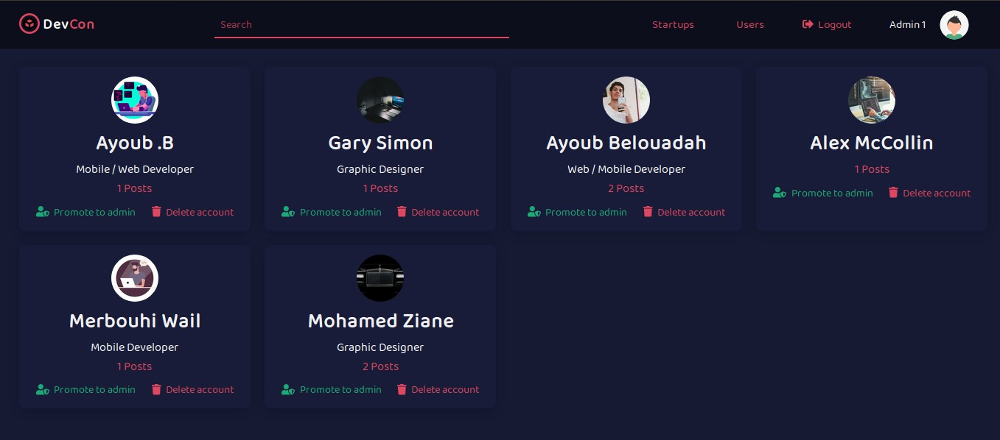 DevCon
Search
Startups
Users
Logout
Admin 1
Ayoub .B
Mobile / Web Developer
1 Posts
Promote to admin
Delete account
Gary Simon
Graphic Designer
1 Posts
Promote to admin
Delete account
Ayoub Belouadah
Web / Mobile Developer
2 Posts
Promote to admin
Delete account
Alex McCollin
1 Posts
Promote to admin
Delete account
Merbouhi Wail
Mobile Developer
1 Posts
Promote to admin
Delete account
Mohamed Ziane
Graphic Designer
2 Posts
Promote to admin
Delete account